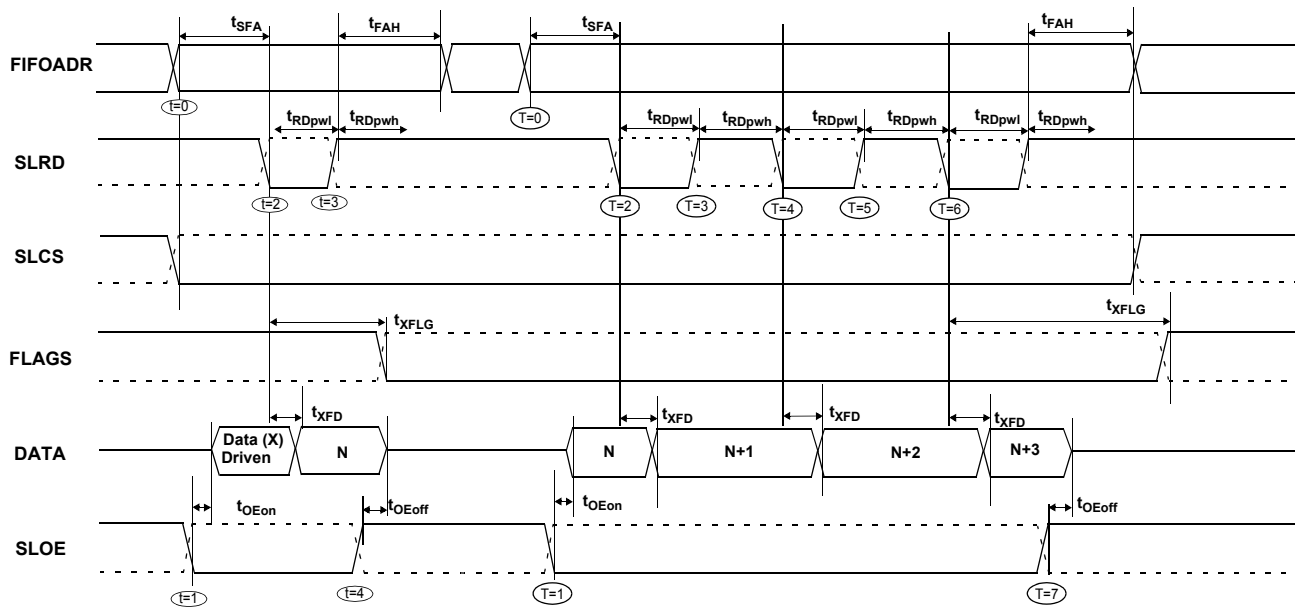 tSFA tFAH tSFA tFAH
FIFOADR
t=0 T=0
tRDpwl tRDpwh tRDpwl tRDpwh tRDpwl tRDpwh tRDpwl tRDpwh
SLRD
t=2 t=3 T=2 T=3 T=4 T=5 T=6
SLCS
tXFLG tXFLG
FLAGS
tXFD tXFD tXFD tXFD
DATA
Data (X)
Driven
N N N+1 N+2 N+3
tOEon tOEoff tOEon tOEoff
SLOE
t=1 t=4 T=1 T=7